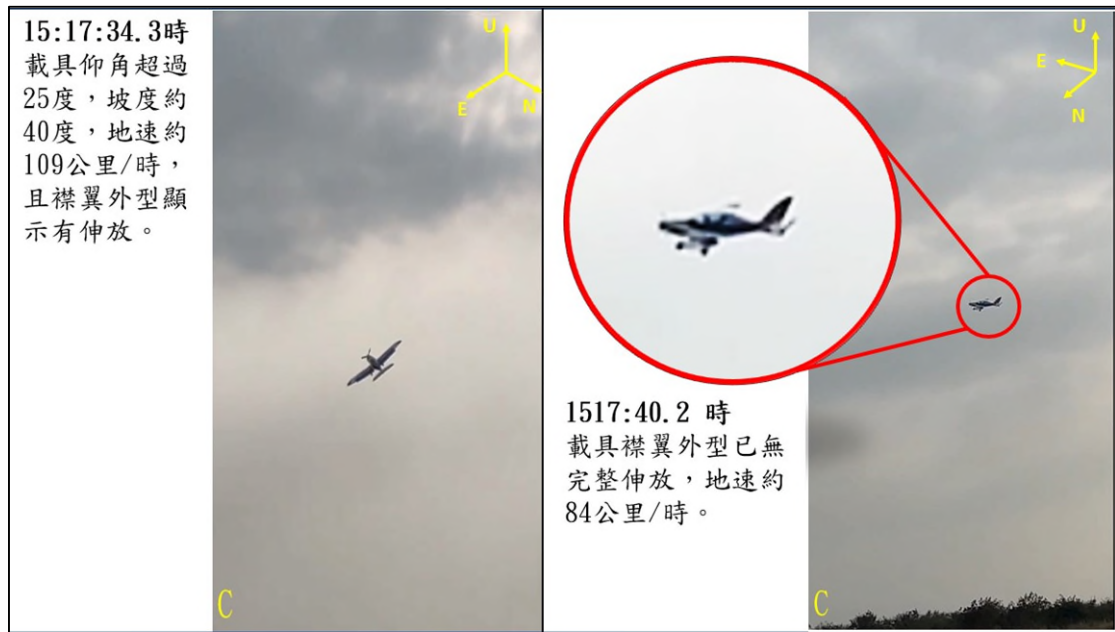 15:17:34.3時
載具仰角超過
25度，坡度約
40度，地速約
109公里/時，
且襟翼外型顯
示有伸放。
U
E
N
C
U
E
N
1517:40.2 時
載具襟翼外型已無
完整伸放，地速約
84公里/時。
C